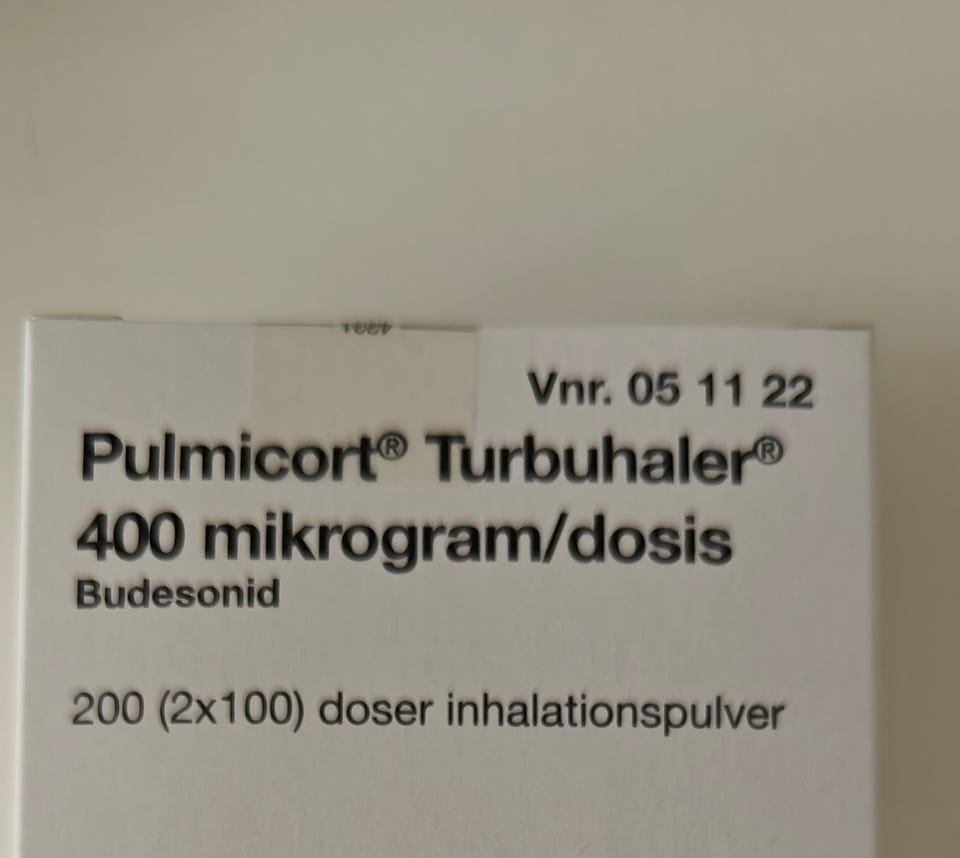 Vnr. 05 11 22
Pulmicort® Turbuhaler®
400 mikrogram/dosis
Budesonid
200 (2x100) doser inhalationspulver